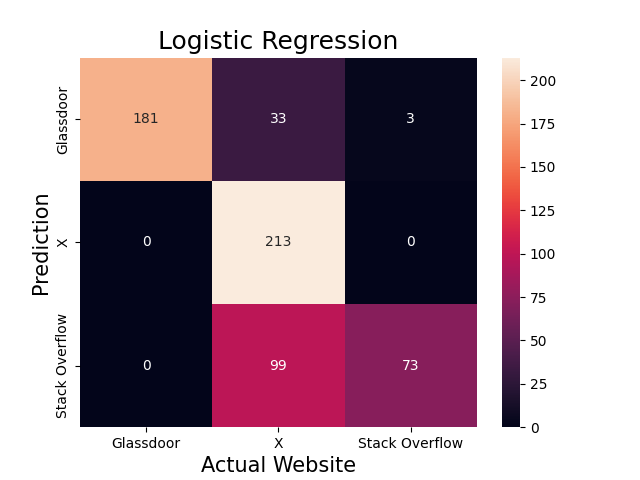 Logistic Regression
Prediction
Glassdoor
X
Stack Overflow
181 33 3
0 213 0
0 99 73
Glassdoor X Stack Overflow
Actual Website
200
175
150
125
100
75
50
25
0